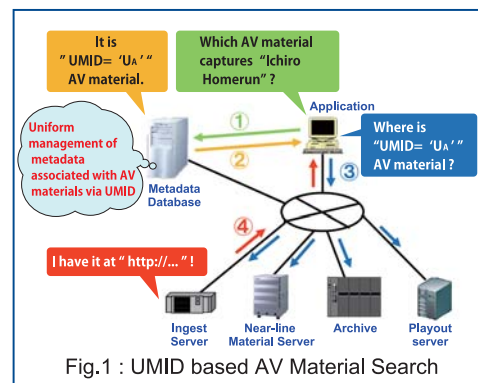 It is
" UMID= 'UA' "
AV material.
Which AV material
captures "Ichiro
Homerun" ?
Application
①
②
③
Where is
"UMID= 'UA' "
AV material ?
Uniform
management of
metadata
associated with AV
materials via UMID
Metadata
Database
④
I have it at " http://... " !
Ingest
Server
Near-line
Material Server
Archive
Playout
server
Fig.1 : UMID based AV Material Search